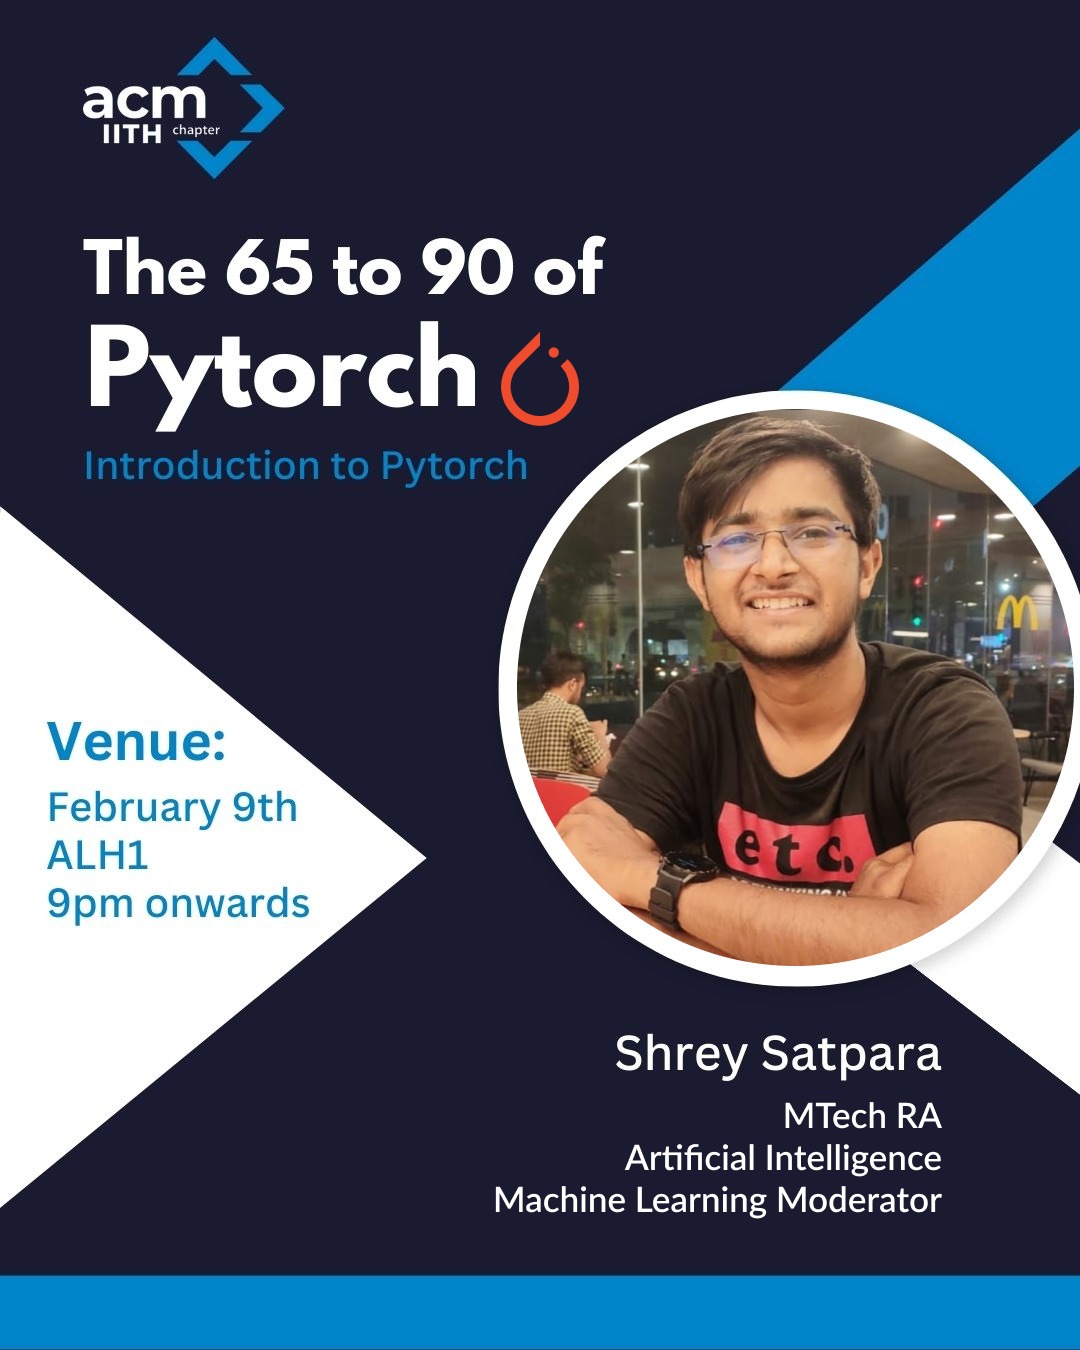 acm
IITH chapter
The 65 to 90 of
Pytorch
Introduction to Pytorch
Venue:
February 9th
ALH1
9pm onwards
etc.
Shrey Satpara
MTech RA
Artificial Intelligence
Machine Learning Moderator